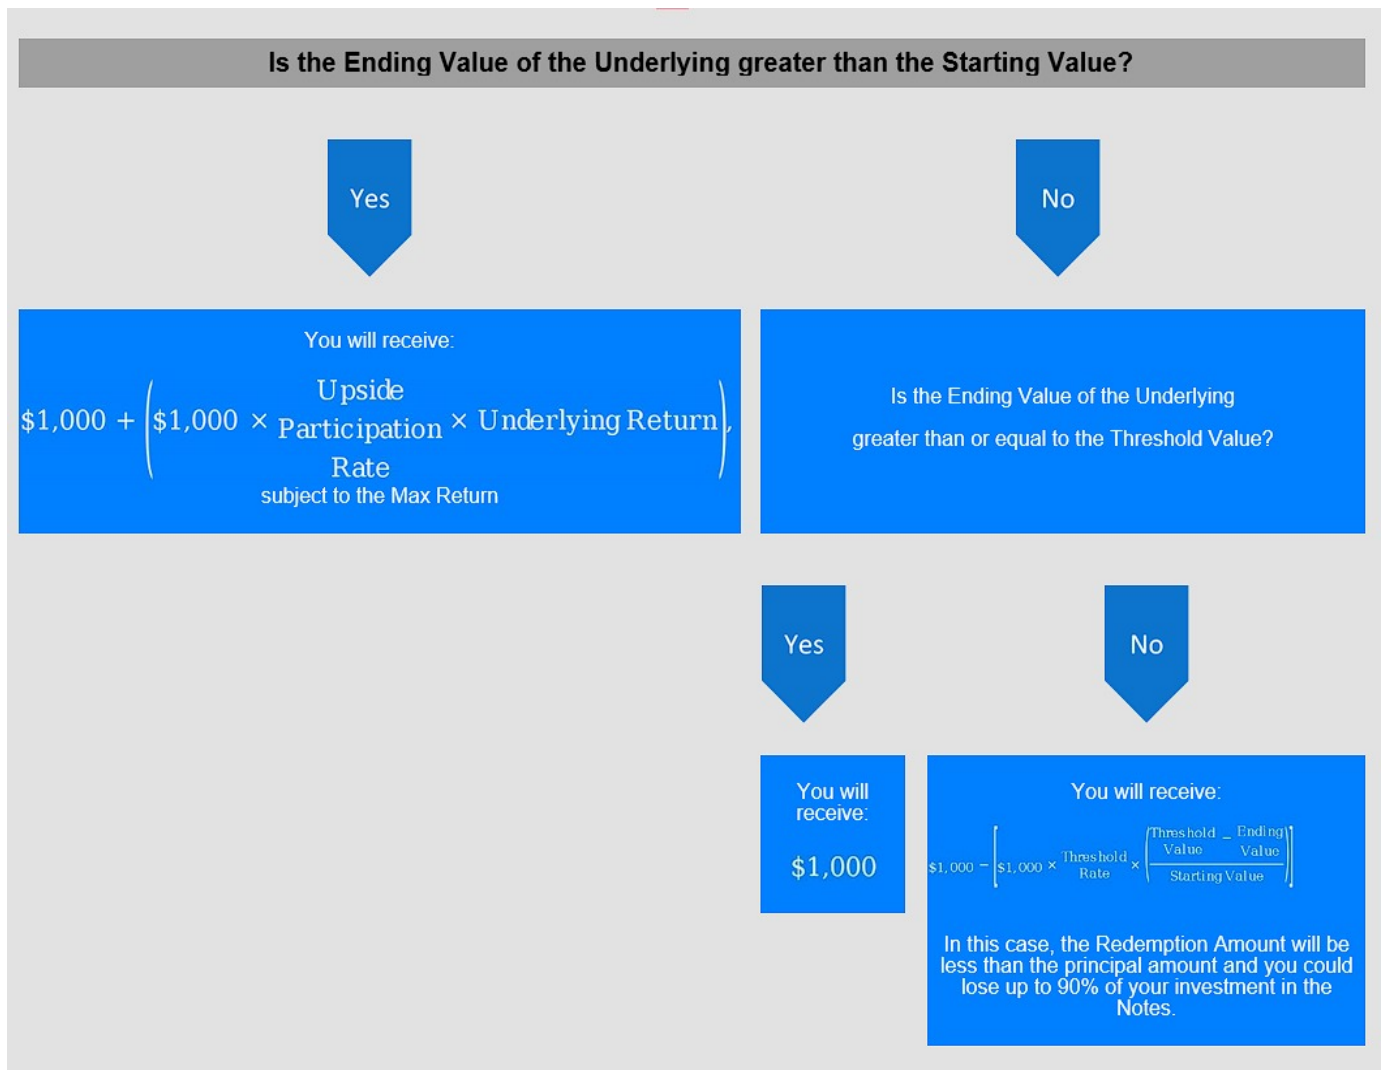 Is the Ending Value of the Underlying greater than the Starting Value?
Yes
No
You will receive:
$1,000 + ($1,000 × Upside Participation Rate × Underlying Return),
subject to the Max Return
Is the Ending Value of the Underlying
greater than or equal to the Threshold Value?
Yes
No
You will
receive:
$1,000
You will receive:
$1,000 − [$1,000 × Threshold Rate × (Threshold Value − Ending Value / Starting Value)]
In this case, the Redemption Amount will be
less than the principal amount and you could
lose up to 90% of your investment in the
Notes.